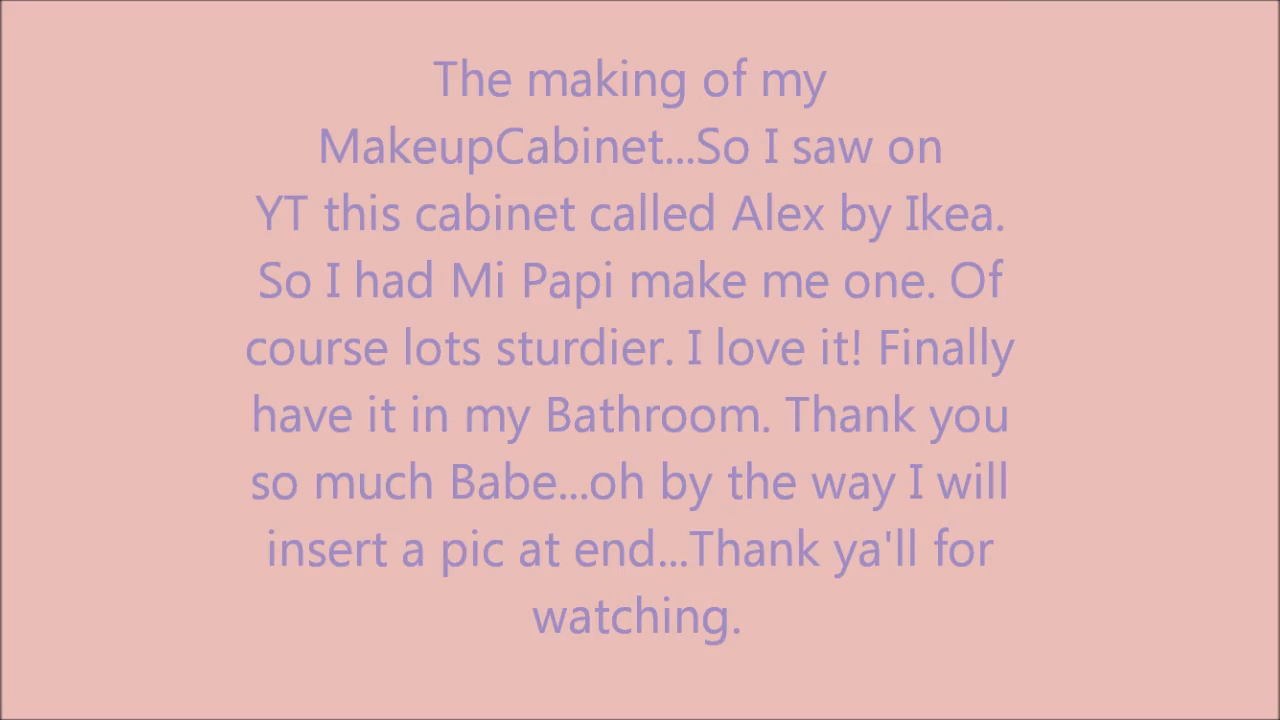 The making of my
MakeupCabinet...So I saw on
YT this cabinet called Alex by Ikea.
So I had Mi Papi make me one. Of
course lots sturdier. I love it! Finally
have it in my Bathroom. Thank you
so much Babe...oh by the way I will
insert a pic at end...Thank ya'll for
watching.